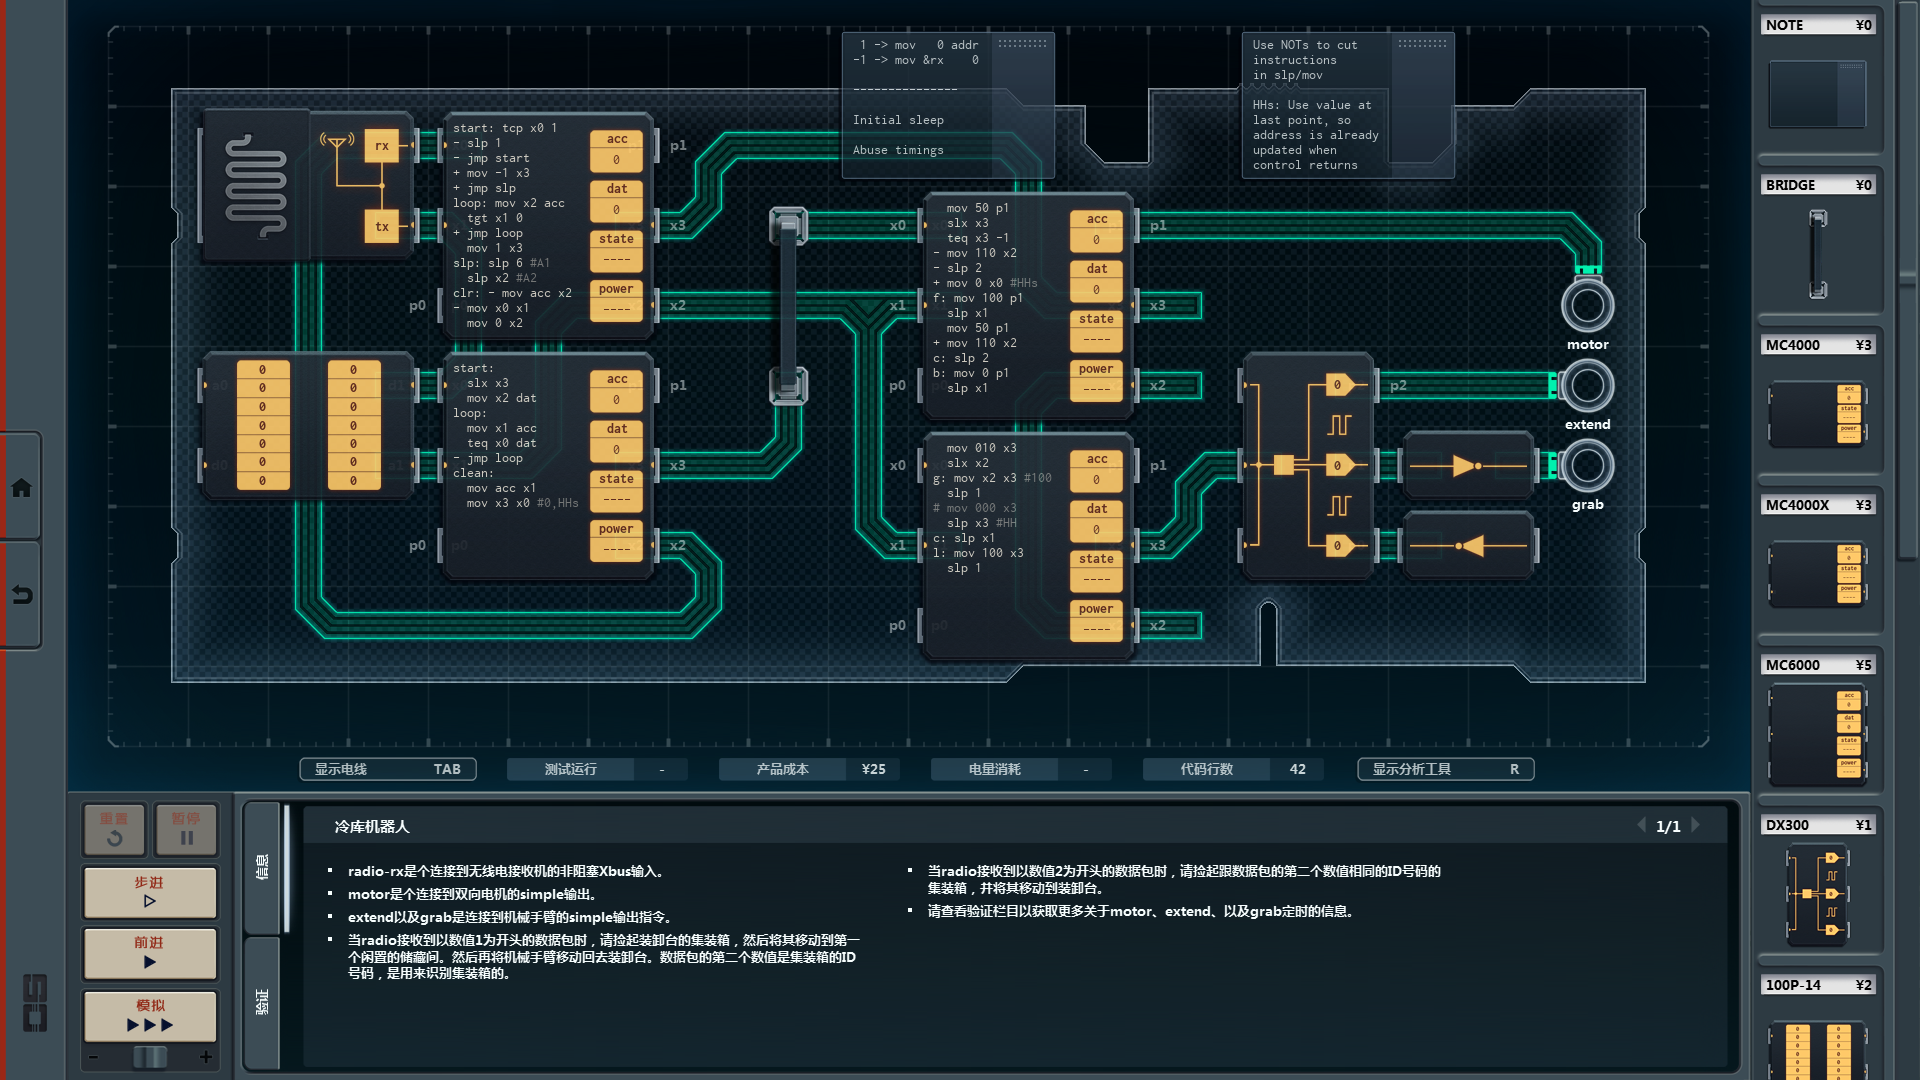 1 -> mov   0 addr
-1 -> mov &rx    0
---------------
Initial sleep
Abuse timings
Use NOTs to cut
instructions
in slp/mov
HHs: Use value at
last point, so
address is already
updated when
control returns
rx
tx
start: tcp x0 1
- slp 1
- jmp start
+ mov -1 x3
+ jmp slp
loop: mov x2 acc
  tgt x1 0
+ jmp loop
  mov 1 x3
slp: slp 6 #A1
  slp x2 #A2
clr: - mov acc x2
- mov x0 x1
  mov 0 x2
acc
0
dat
0
state
----
power
----
p1
x3
p0
x2
mov 50 p1
  slx x3
  teq x3 -1
- mov 110 x2
- slp 2
+ mov 0 x0 #HHs
f: mov 100 p1
  slp x1
  mov 50 p1
+ mov 110 x2
c: slp 2
b: mov 0 p1
  slp x1
acc
0
dat
0
state
----
power
----
x0
p1
x1
x3
p0
x2
motor
extend
grab
0 0
0 0
0 0
0 0
0 0
0 0
0 0
start:
  slx x3
  mov x2 dat
loop:
  mov x1 acc
  teq x0 dat
- jmp loop
clean:
  mov acc x1
  mov x3 x0 #0,HHs
acc
0
dat
0
state
----
power
----
p1
x3
p0
x2
mov 010 x3
  slx x2
g: mov x2 x3 #100
  slp 1
# mov 000 x3
  slp x3 #HH
c: slp x1
l: mov 100 x3
  slp 1
acc
0
dat
0
state
----
power
----
x0
p1
x1
x3
p0
x2
0
0
0
p2
显示电线 TAB
测试运行 -
产品成本 ¥25
电量消耗 -
代码行数 42
显示分析工具 R
重置
暂停
步进
前进
模拟
- +
信息
验证
冷库机器人
1/1
▪ radio-rx是个连接到无线电接收机的非阻塞Xbus输入。
▪ motor是个连接到双向电机的simple输出。
▪ extend以及grab是连接到机械手臂的simple输出指令。
▪ 当radio接收到以数值1为开头的数据包时，请捡起装卸台的集装箱，然后将其移动到第一
个闲置的储藏间。然后再将机械手臂移动回去装卸台。数据包的第二个数值是集装箱的ID
号码，是用来识别集装箱的。
▪ 当radio接收到以数值2为开头的数据包时，请捡起跟数据包的第二个数值相同的ID号码的
集装箱，并将其移动到装卸台。
▪ 请查看验证栏目以获取更多关于motor、extend、以及grab定时的信息。
NOTE ¥0
BRIDGE ¥0
MC4000 ¥3
MC4000X ¥3
MC6000 ¥5
DX300 ¥1
100P-14 ¥2